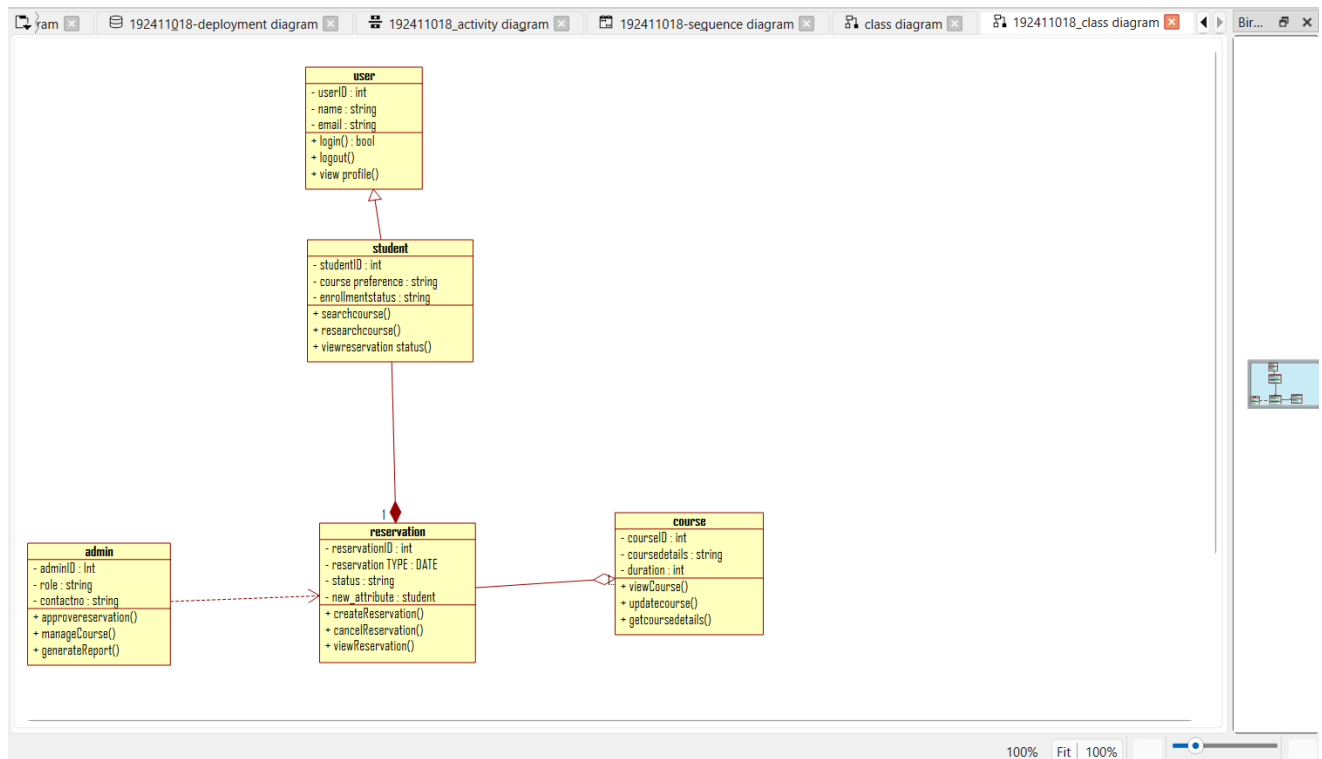 ram
192411018-deployment diagram
192411018_activity diagram
192411018-sequence diagram
class diagram
192411018_class diagram
Bir...
user
- userID : int
- name : string
- email : string
+ login() : bool
+ logout()
+ view profile()
student
- studentID : int
- course preference : string
- enrollmentstatus : string
+ searchcourse()
+ researchcourse()
+ viewreservation status()
1
reservation
- reservationID : int
- reservation TYPE : DATE
- status : string
- new_attribute : student
+ createReservation()
+ cancelReservation()
+ viewReservation()
course
- courseID : int
- coursedetails : string
- duration : int
+ viewCourse()
+ updatecourse()
+ getcoursedetails()
admin
- adminID : Int
- role : string
- contactno : string
+ approvereservation()
+ manageCourse()
+ generateReport()
100%
Fit
100%